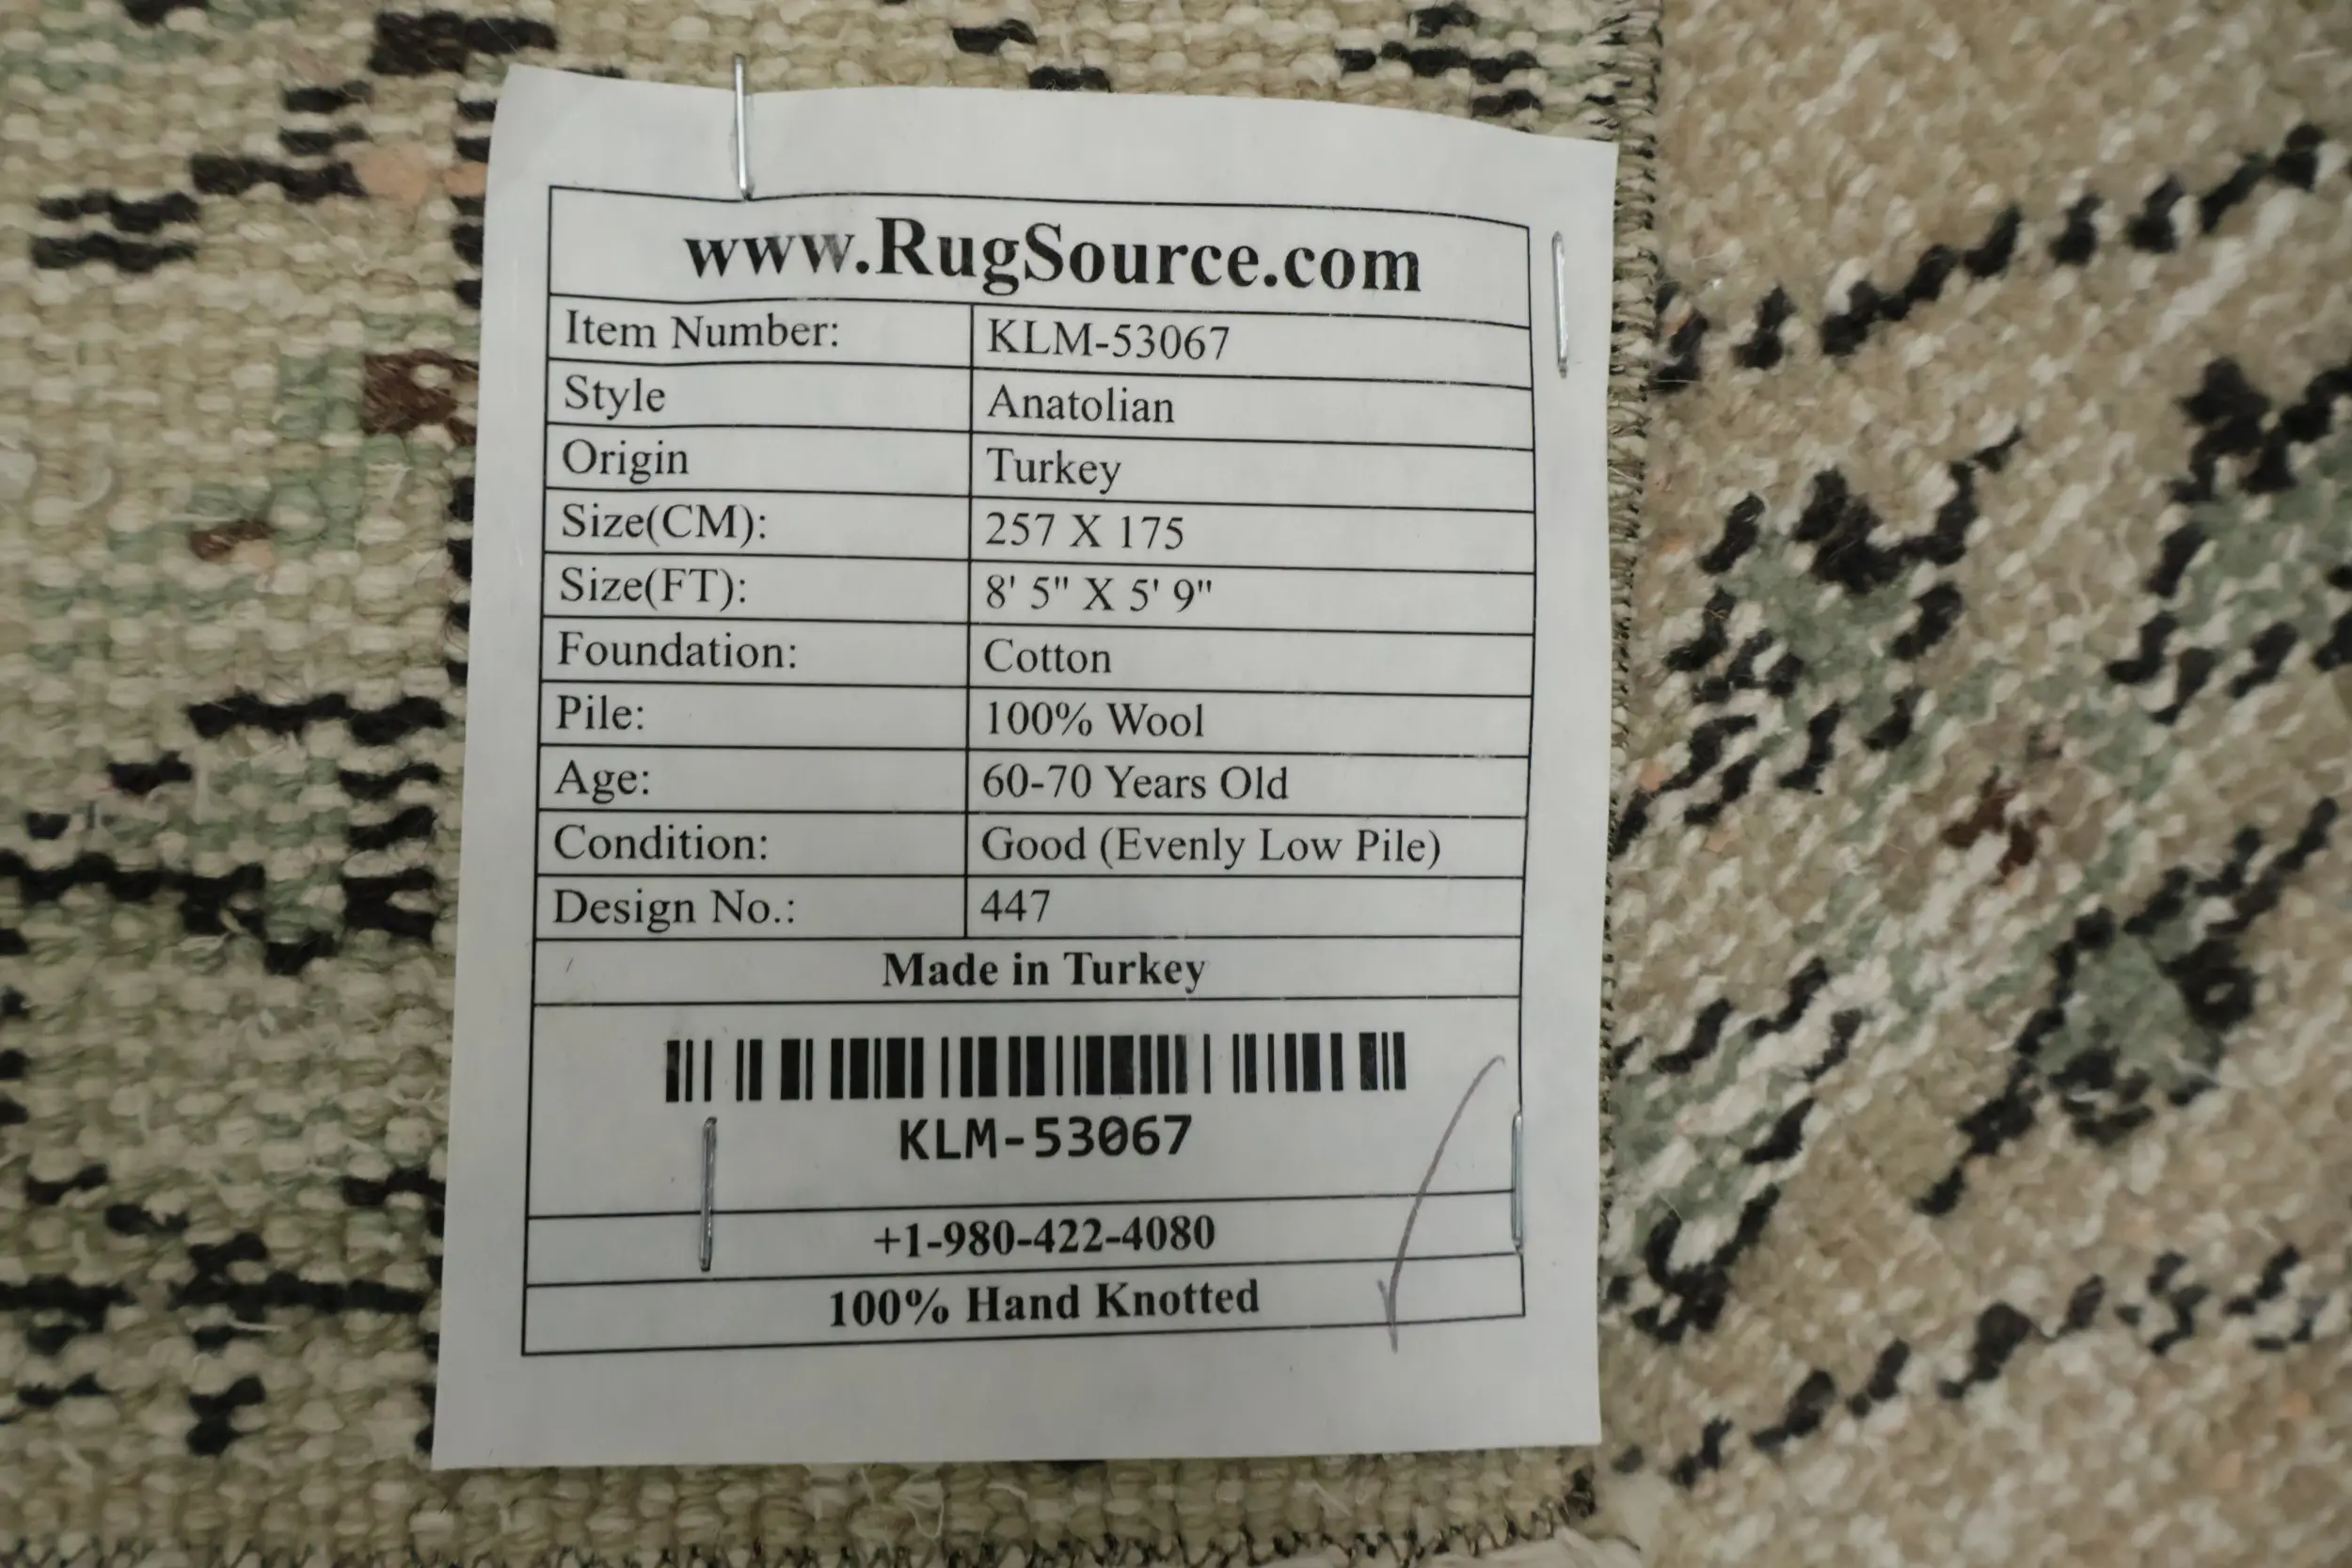 www.RugSource.com
Item Number: KLM-53067
Style Anatolian
Origin Turkey
Size(CM): 257 X 175
Size(FT): 8' 5" X 5' 9"
Foundation: Cotton
Pile: 100% Wool
Age: 60-70 Years Old
Condition: Good (Evenly Low Pile)
Design No.: 447
Made in Turkey
KLM-53067
+1-980-422-4080
100% Hand Knotted